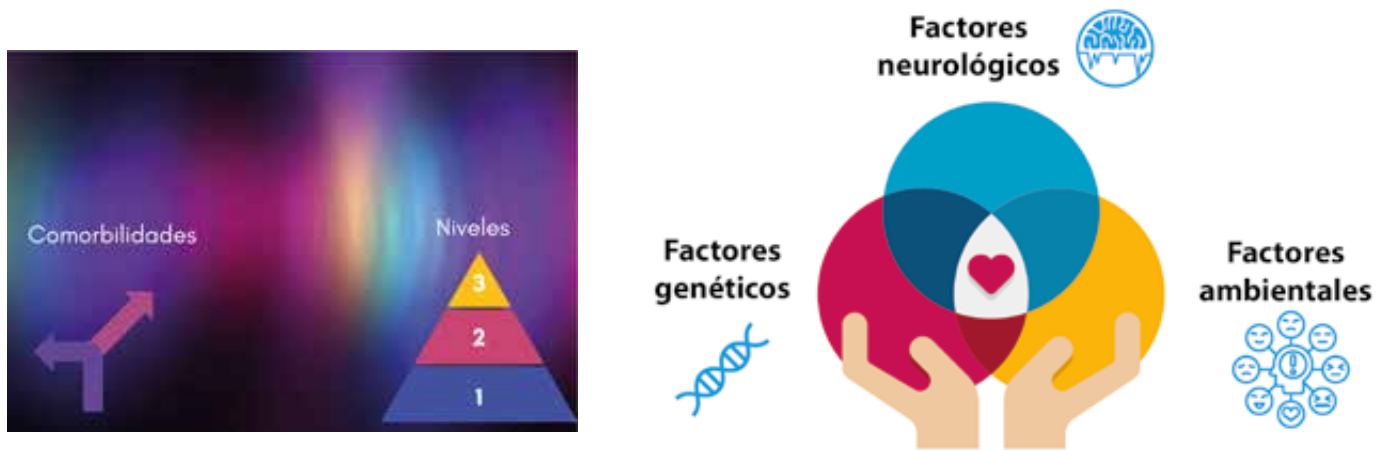 Comorbilidades
Niveles
3
2
1
Factores
neurológicos
Factores
genéticos
Factores
ambientales